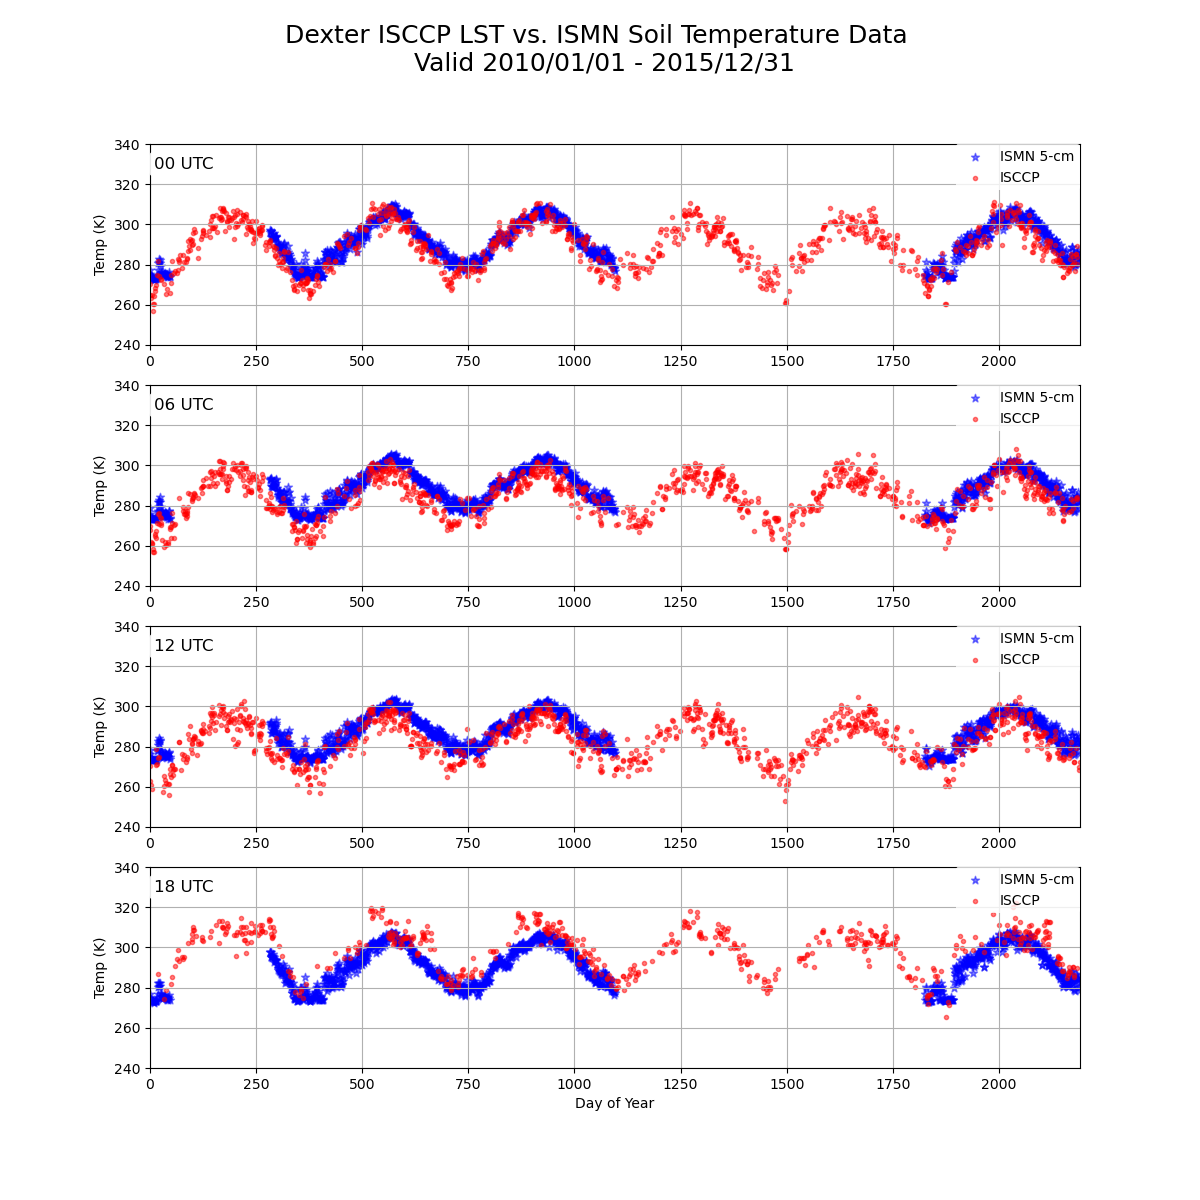 Dexter ISCCP LST vs. ISMN Soil Temperature Data
Valid 2010/01/01 - 2015/12/31
340
320
300
280
260
240
Temp (K)
00 UTC
ISMN 5-cm
ISCCP
0 250 500 750 1000 1250 1500 1750 2000
340
320
300
280
260
240
Temp (K)
06 UTC
ISMN 5-cm
ISCCP
0 250 500 750 1000 1250 1500 1750 2000
340
320
300
280
260
240
Temp (K)
12 UTC
ISMN 5-cm
ISCCP
0 250 500 750 1000 1250 1500 1750 2000
340
320
300
280
260
240
Temp (K)
18 UTC
ISMN 5-cm
ISCCP
0 250 500 750 1000 1250 1500 1750 2000
Day of Year